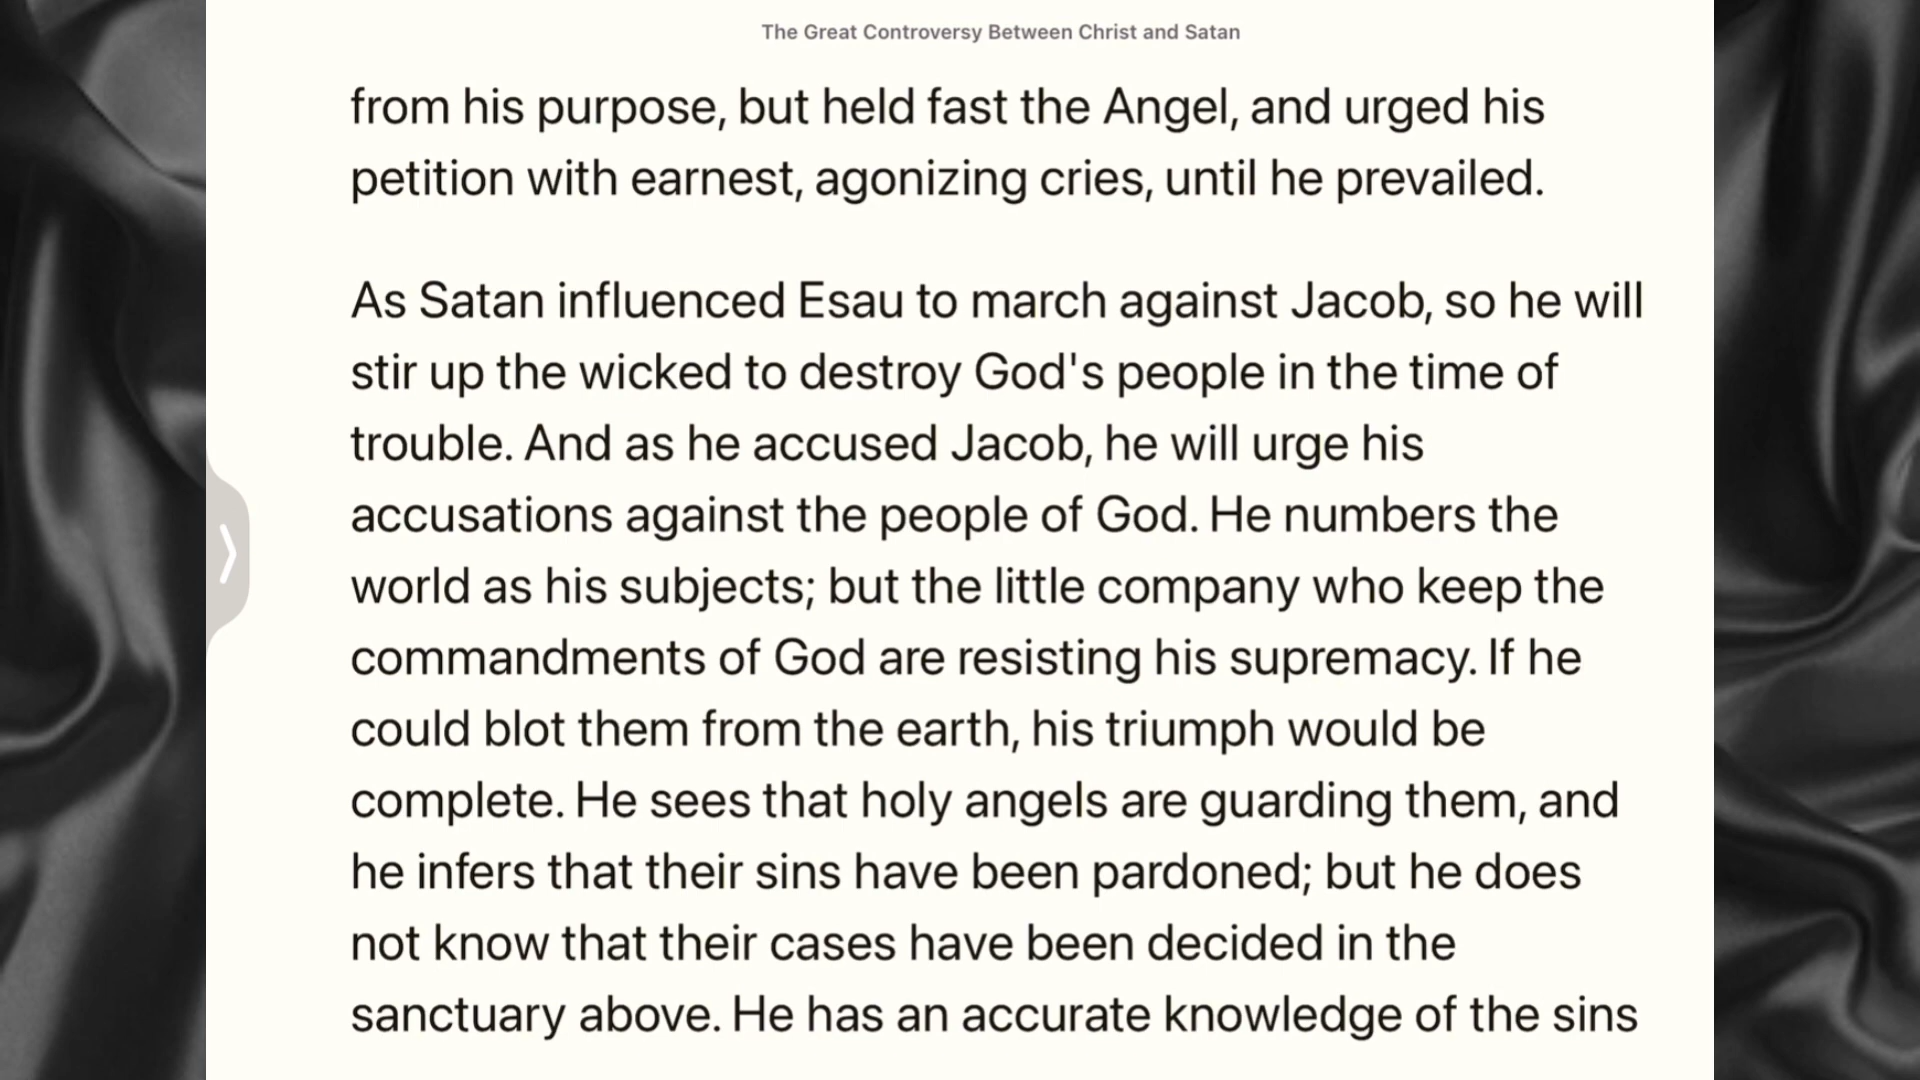 The Great Controversy Between Christ and Satan
from his purpose, but held fast the Angel, and urged his
petition with earnest, agonizing cries, until he prevailed.
As Satan influenced Esau to march against Jacob, so he will
stir up the wicked to destroy God's people in the time of
trouble. And as he accused Jacob, he will urge his
accusations against the people of God. He numbers the
world as his subjects; but the little company who keep the
commandments of God are resisting his supremacy. If he
could blot them from the earth, his triumph would be
complete. He sees that holy angels are guarding them, and
he infers that their sins have been pardoned; but he does
not know that their cases have been decided in the
sanctuary above. He has an accurate knowledge of the sins